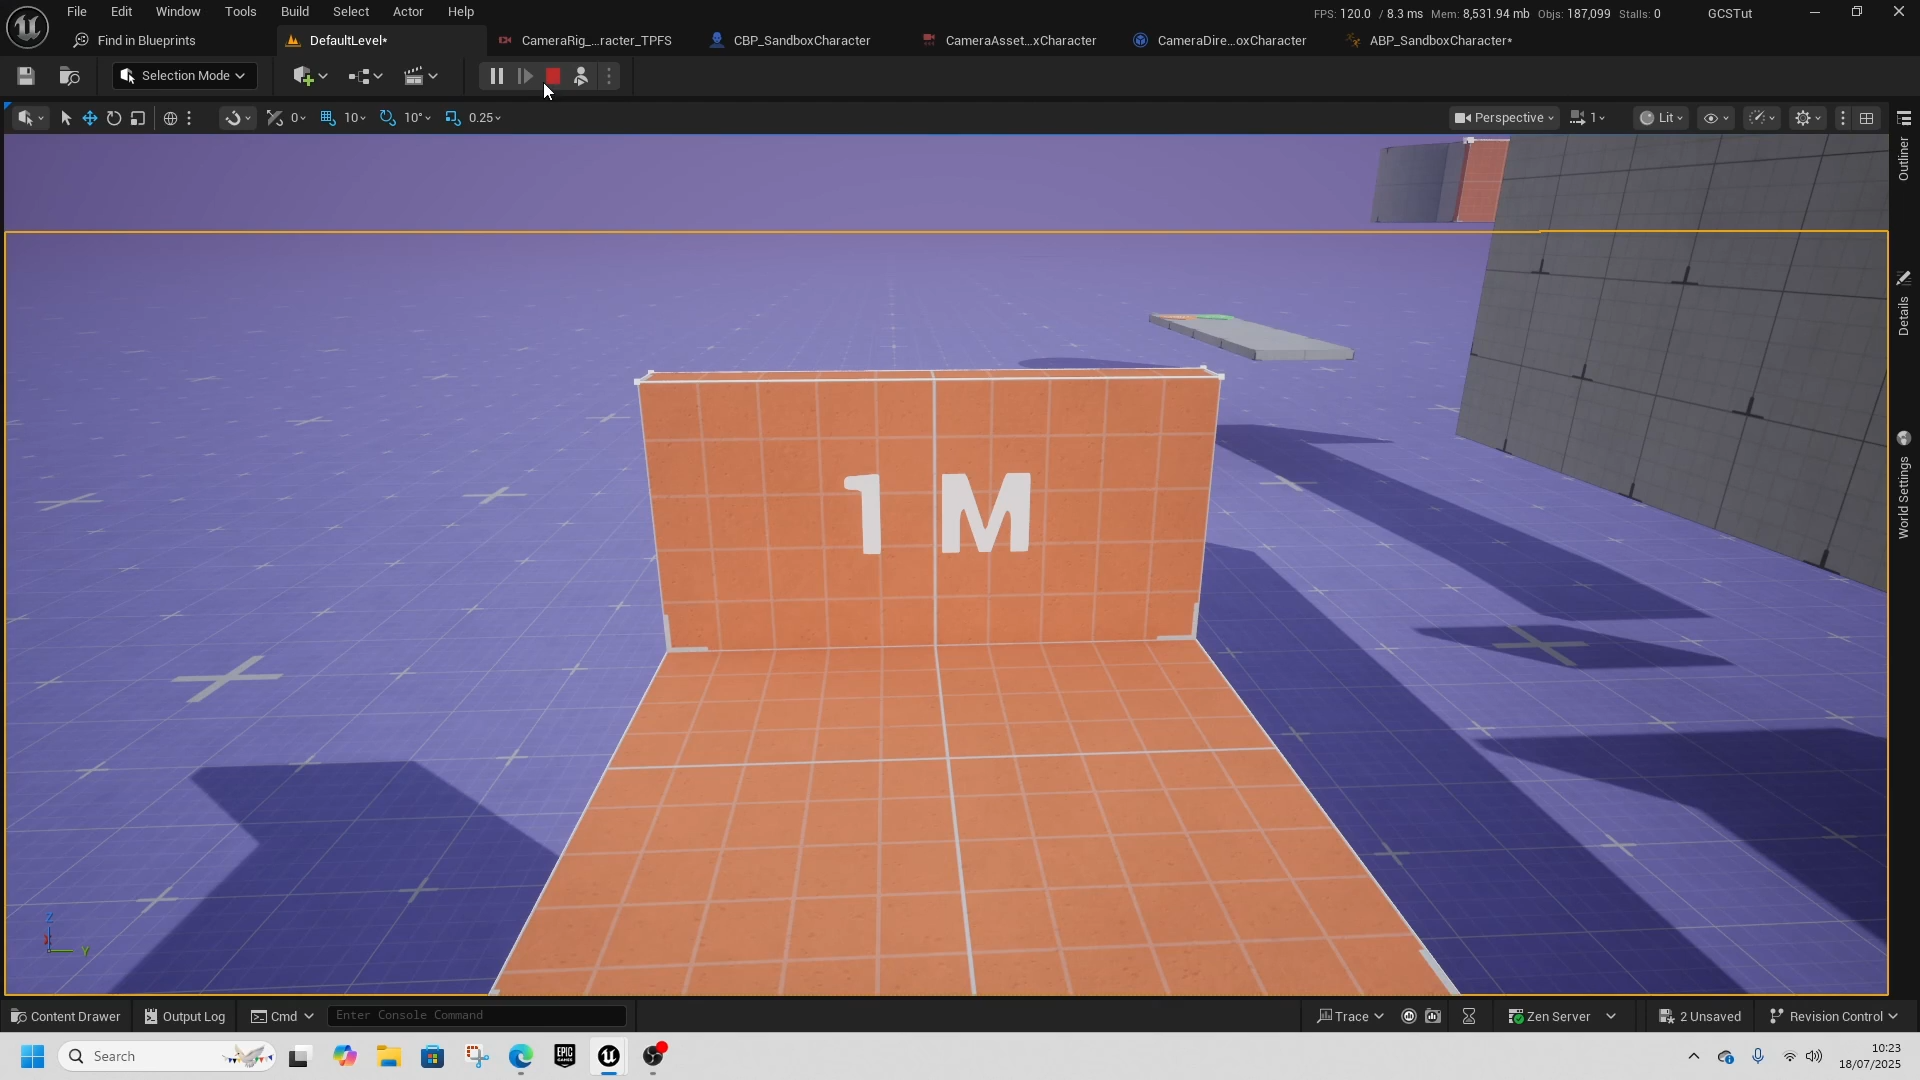 File Edit Window Tools Build Select Actor Help
FPS: 120.0 / 8.3 ms Mem: 8,531.94 mb Objs: 187,099 Stalls: 0 GCSTut
Find in Blueprints DefaultLevel* CameraRig_...racter_TPFS CBP_SandboxCharacter CameraAsset...xCharacter CameraDire...oxCharacter ABP_SandboxCharacter*
Selection Mode
0 10 10° 0.25 Perspective 1 Lit
Outliner
Details
World Settings
1 M
Z
X
Y
Content Drawer Output Log Cmd Enter Console Command Trace Zen Server 2 Unsaved Revision Control
Search EPIC GAMES
10:23
18/07/2025